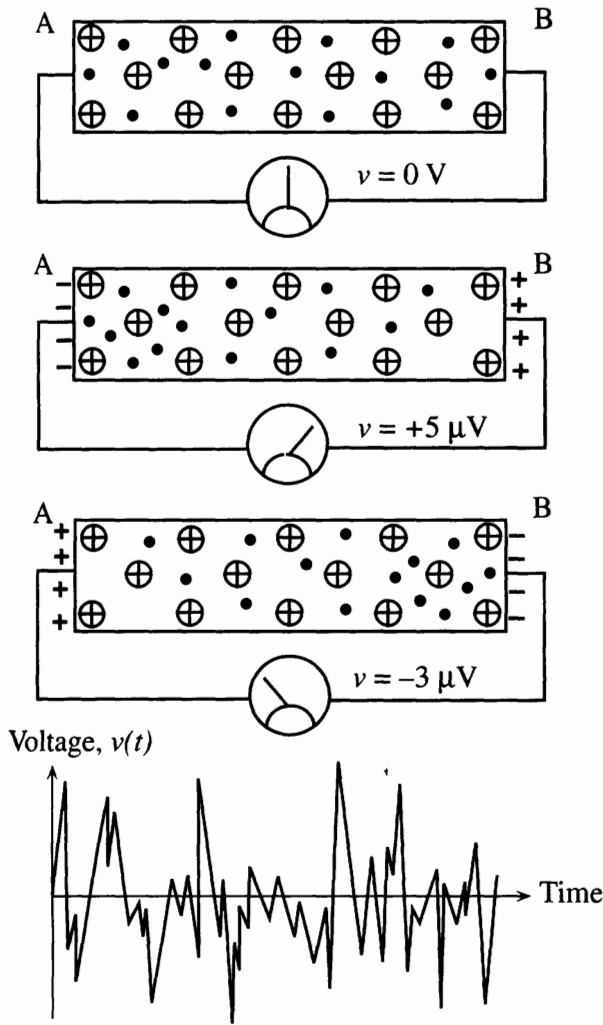 A B
v = 0 V
A B
v = +5 μV
A B
v = –3 μV
Voltage, v(t)
Time